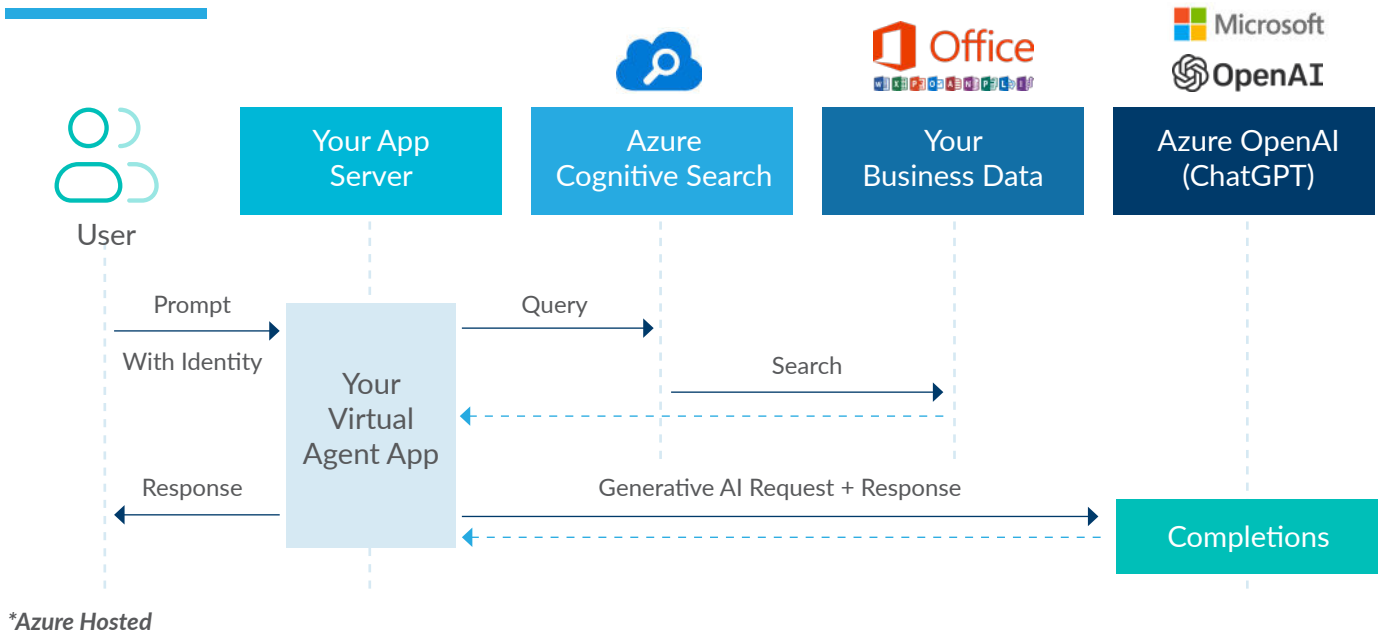 Microsoft
OpenAI
Office
W X P O A N P L I
User
Your App
Server
Azure
Cognitive Search
Your
Business Data
Azure OpenAI
(ChatGPT)
Prompt
With Identity
Query
Search
Your
Virtual
Agent App
Response
Generative AI Request + Response
Completions
*Azure Hosted